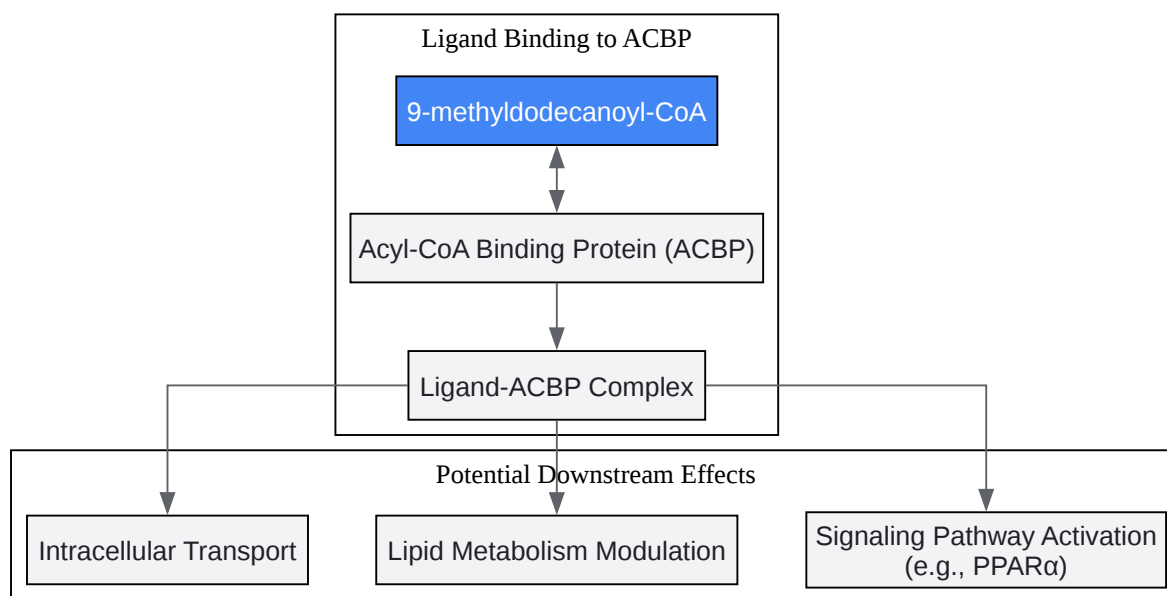 Ligand Binding to ACBP
9-methyldodecanoyl-CoA
Acyl-CoA Binding Protein (ACBP)
Ligand-ACBP Complex
Potential Downstream Effects
Intracellular Transport
Lipid Metabolism Modulation
Signaling Pathway Activation
(e.g., PPARα)